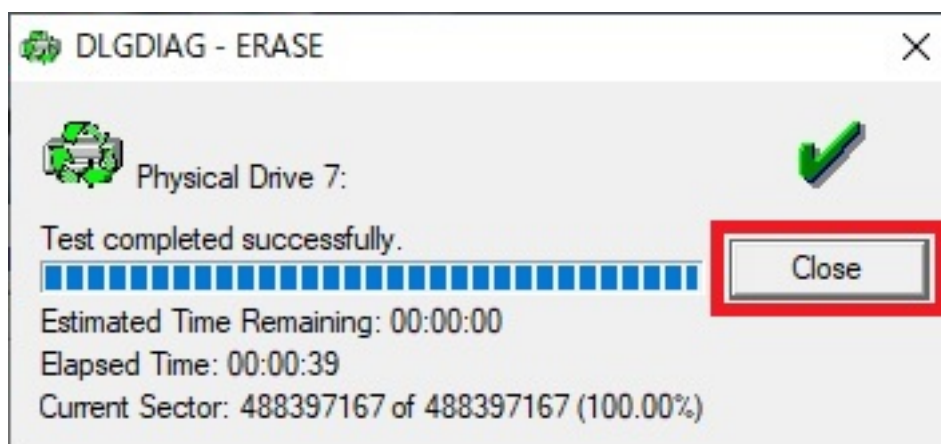 DLGDIAG - ERASE
Physical Drive 7:
Test completed successfully.
Close
Estimated Time Remaining: 00:00:00
Elapsed Time: 00:00:39
Current Sector: 488397167 of 488397167 (100.00%)